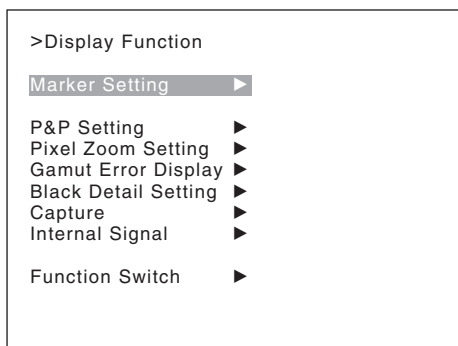 >Display Function
Marker Setting ▶
P&P Setting ▶
Pixel Zoom Setting ▶
Gamut Error Display ▶
Black Detail Setting ▶
Capture ▶
Internal Signal ▶
Function Switch ▶